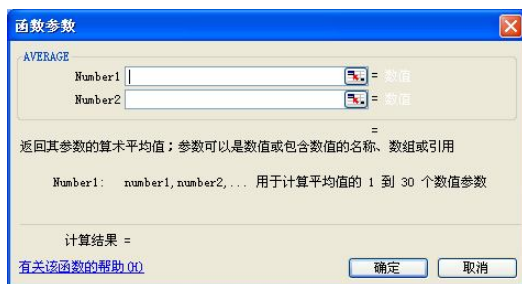 函数参数
AVERAGE
Number1 = 数值
Number2 = 数值
=
返回其参数的算术平均值；参数可以是数值或包含数值的名称、数组或引用
Number1: number1,number2,... 用于计算平均值的 1 到 30 个数值参数
计算结果 =
有关该函数的帮助(H) 确定 取消